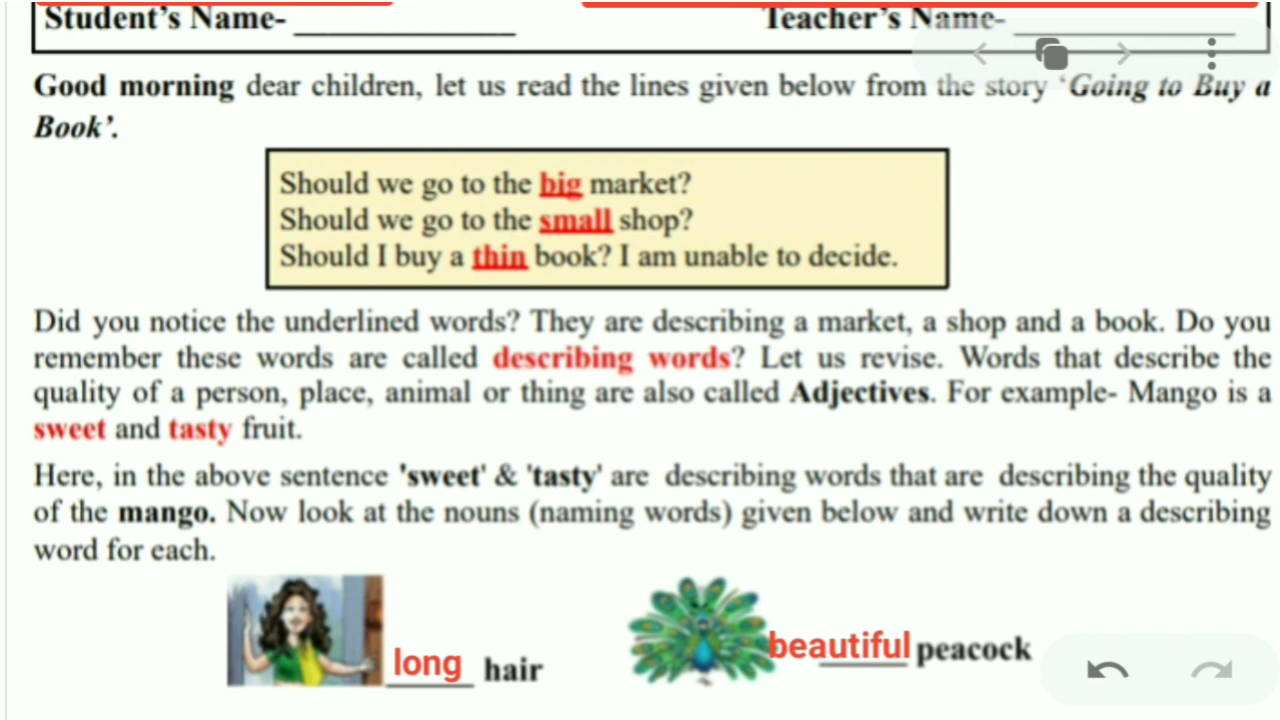 Student's Name- ____________ Teacher's Name- ____________
Good morning dear children, let us read the lines given below from the story 'Going to Buy a
Book'.
Should we go to the big market?
Should we go to the small shop?
Should I buy a thin book? I am unable to decide.
Did you notice the underlined words? They are describing a market, a shop and a book. Do you
remember these words are called describing words? Let us revise. Words that describe the
quality of a person, place, animal or thing are also called Adjectives. For example- Mango is a
sweet and tasty fruit.
Here, in the above sentence 'sweet' & 'tasty' are describing words that are describing the quality
of the mango. Now look at the nouns (naming words) given below and write down a describing
word for each.
long hair beautiful peacock